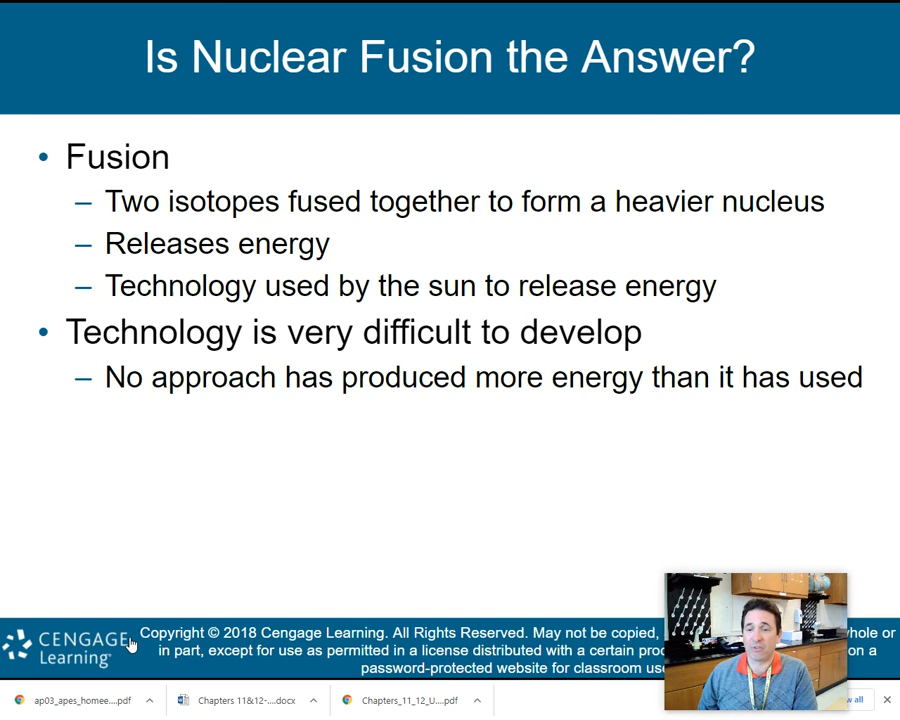 Is Nuclear Fusion the Answer?
• Fusion
– Two isotopes fused together to form a heavier nucleus
– Releases energy
– Technology used by the sun to release energy
• Technology is very difficult to develop
– No approach has produced more energy than it has used
CENGAGE
Learning®
Copyright © 2018 Cengage Learning. All Rights Reserved. May not be copied, whole or
in part, except for use as permitted in a license distributed with a certain on a
password-protected website for classroom
ap03_apes_homee....pdf
Chapters 11&12-....docx
Chapters_11_12_U....pdf
all